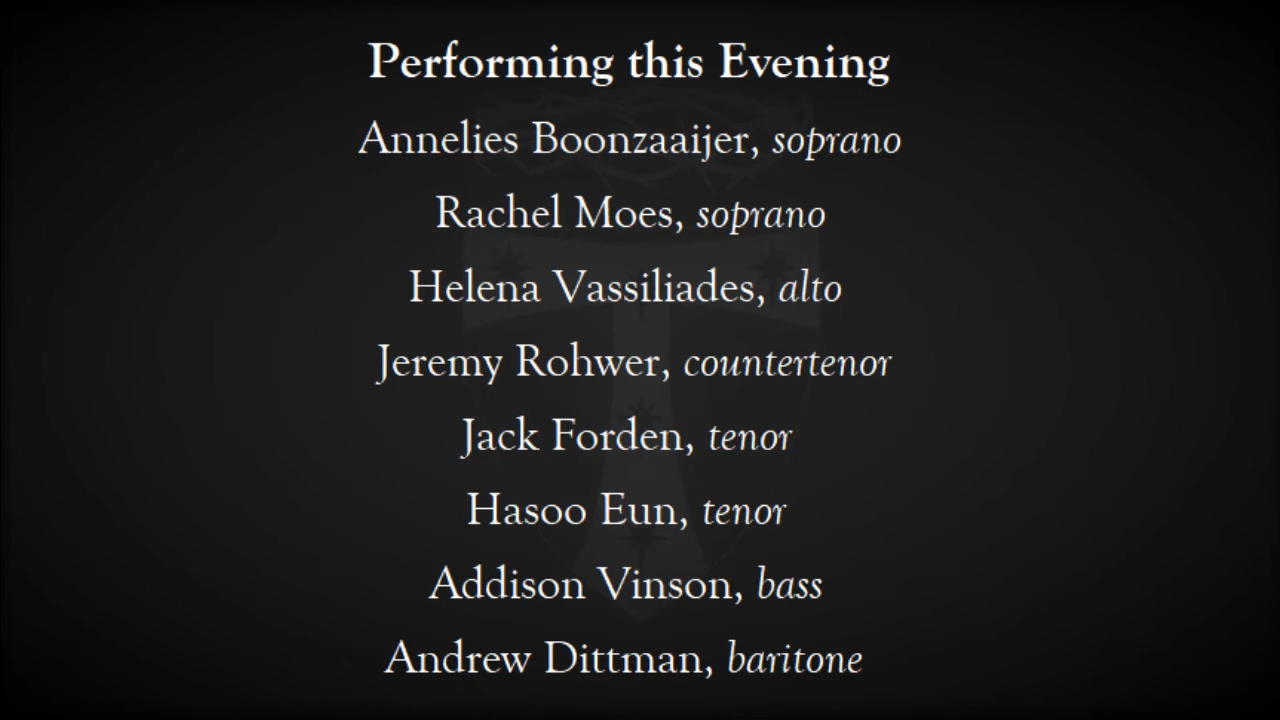 Performing this Evening
Annelies Boonzaaijer, soprano
Rachel Moes, soprano
Helena Vassiliades, alto
Jeremy Rohwer, countertenor
Jack Forden, tenor
Hasoo Eun, tenor
Addison Vinson, bass
Andrew Dittman, baritone